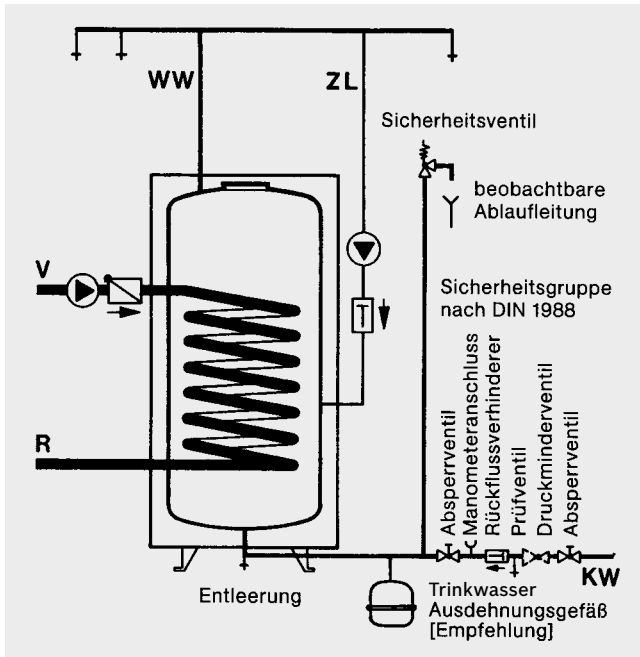 WW
ZL
Sicherheitsventil
beobachtbare
Ablaufleitung
V
Sicherheitsgruppe
nach DIN 1988
R
Absperrventil
Manometeranschluss
Rückflussverhinderer
Prüfventil
Druckminderventil
Absperrventil
KW
Entleerung
Trinkwasser
Ausdehnungsgefäß
[Empfehlung]